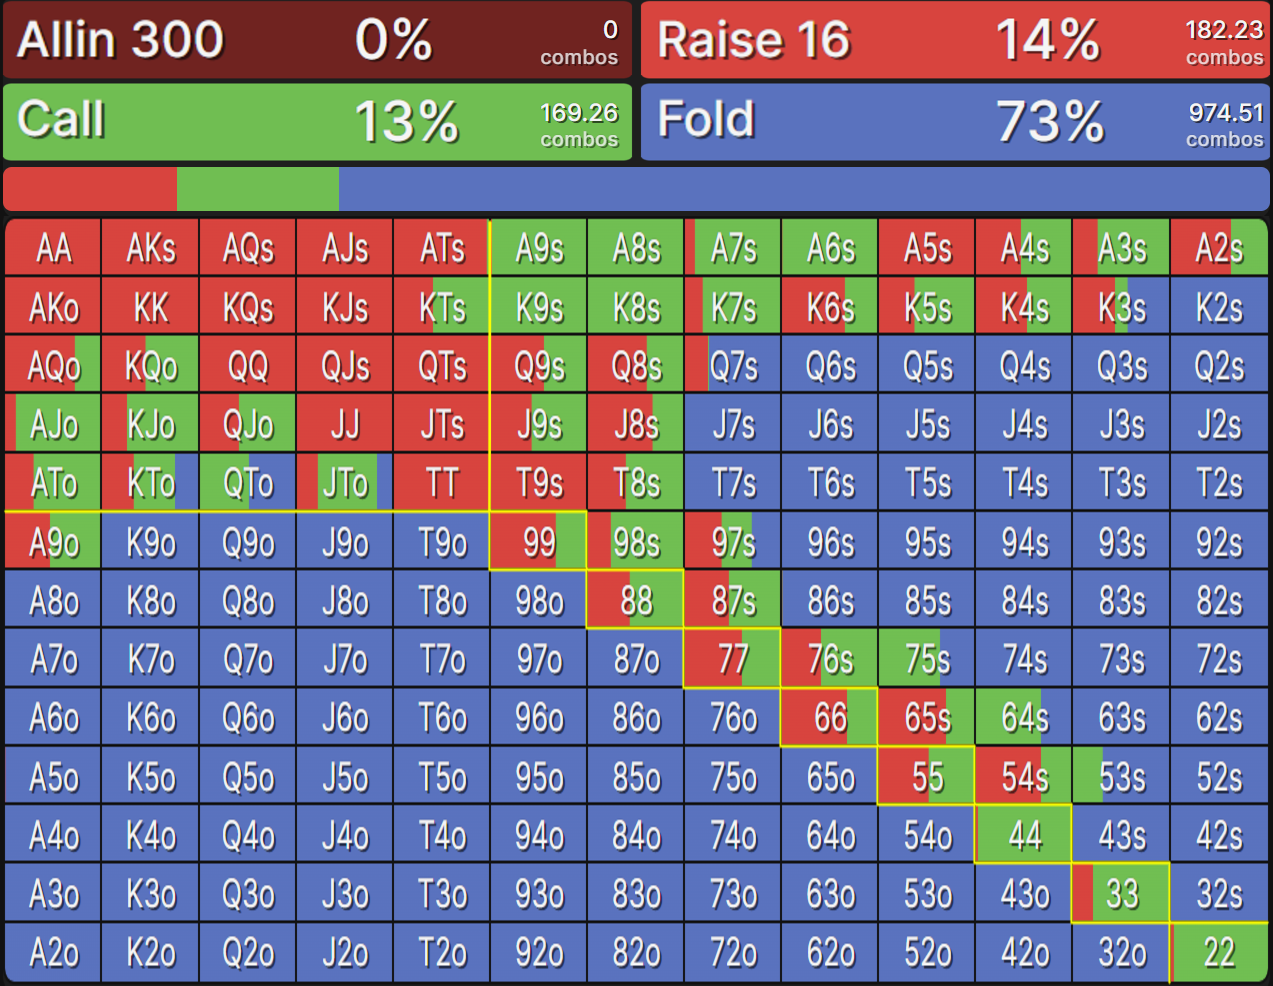 Allin 300 0% 0 combos Raise 16 14% 182.23 combos
Call 13% 169.26 combos Fold 73% 974.51 combos
AA AKs AQs AJs ATs A9s A8s A7s A6s A5s A4s A3s A2s
AKo KK KQs KJs KTs K9s K8s K7s K6s K5s K4s K3s K2s
AQo KQo QQ QJs QTs Q9s Q8s Q7s Q6s Q5s Q4s Q3s Q2s
AJo KJo QJo JJ JTs J9s J8s J7s J6s J5s J4s J3s J2s
ATo KTo QTo JTo TT T9s T8s T7s T6s T5s T4s T3s T2s
A9o K9o Q9o J9o T9o 99 98s 97s 96s 95s 94s 93s 92s
A8o K8o Q8o J8o T8o 98o 88 87s 86s 85s 84s 83s 82s
A7o K7o Q7o J7o T7o 97o 87o 77 76s 75s 74s 73s 72s
A6o K6o Q6o J6o T6o 96o 86o 76o 66 65s 64s 63s 62s
A5o K5o Q5o J5o T5o 95o 85o 75o 65o 55 54s 53s 52s
A4o K4o Q4o J4o T4o 94o 84o 74o 64o 54o 44 43s 42s
A3o K3o Q3o J3o T3o 93o 83o 73o 63o 53o 43o 33 32s
A2o K2o Q2o J2o T2o 92o 82o 72o 62o 52o 42o 32o 22